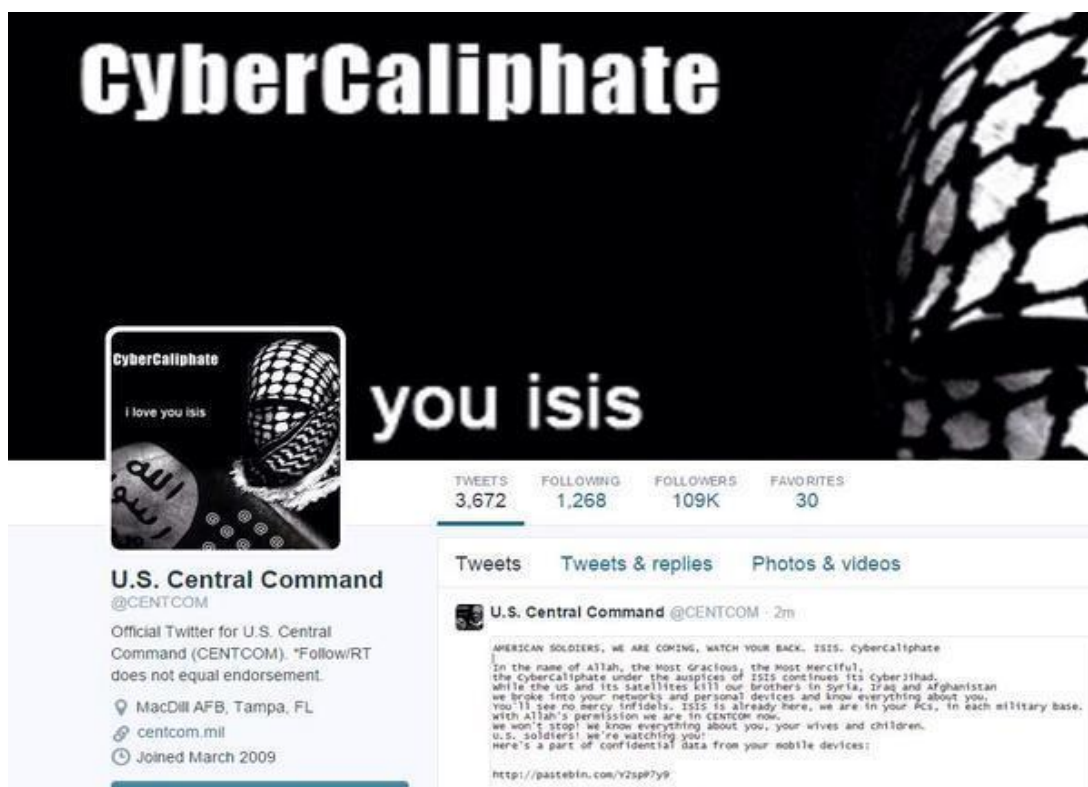 CyberCaliphate
you isis
CyberCaliphate
i love you isis
TWEETS FOLLOWING FOLLOWERS FAVORITES
3,672 1,268 109K 30
Tweets Tweets & replies Photos & videos
U.S. Central Command
@CENTCOM
Official Twitter for U.S. Central
Command (CENTCOM). *Follow/RT
does not equal endorsement.
MacDill AFB, Tampa, FL
centcom.mil
Joined March 2009
U.S. Central Command @CENTCOM · 2m
AMERICAN SOLDIERS, WE ARE COMING, WATCH YOUR BACK. ISIS. CyberCaliphate
In the name of Allah, the Most Gracious, the Most Merciful,
the CyberCaliphate under the auspices of ISIS continues its CyberJihad.
While the US and its satellites kill our brothers in Syria, Iraq and Afghanistan
we broke into your networks and personal devices and know everything about you.
You'll see no mercy infidels. ISIS is already here, we are in your PCs, in each military base.
With Allah's permission we are in CENTCOM now.
We won't stop! We know everything about you, your wives and children.
U.S. soldiers! We're watching you!
Here's a part of confidential data from your mobile devices:
http://pastebin.com/Y2spP7y9